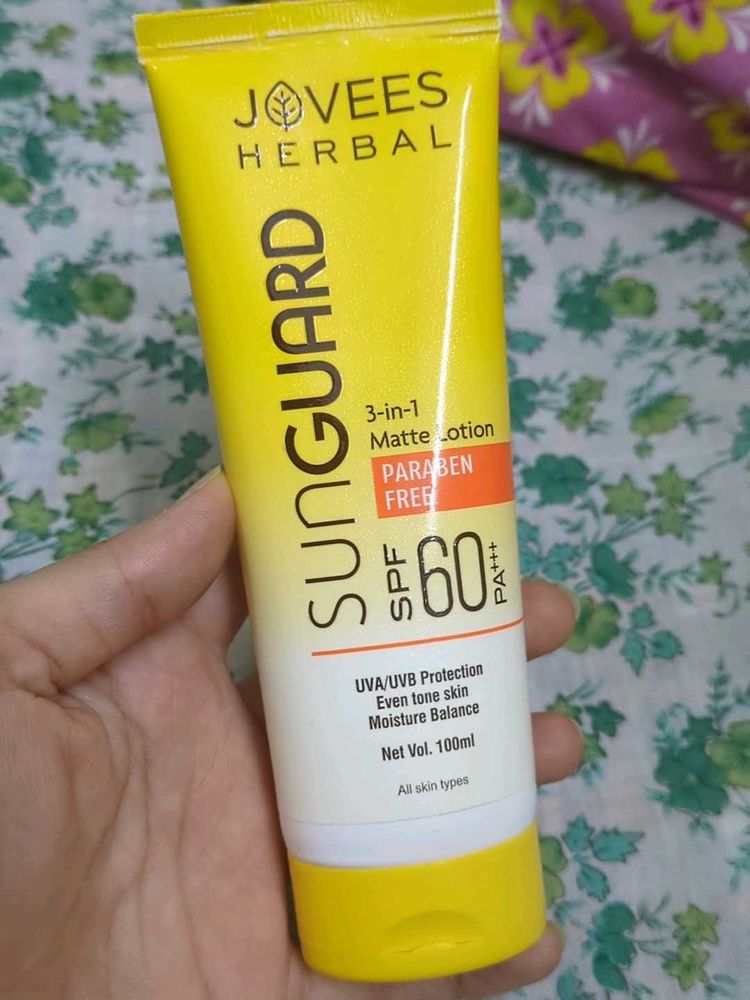 JOVEES
HERBAL
SUNGUARD
3-in-1
Matte Lotion
PARABEN
FREE
SPF 60 PA+++
UVA/UVB Protection
Even tone skin
Moisture Balance
Net Vol. 100ml
All skin types